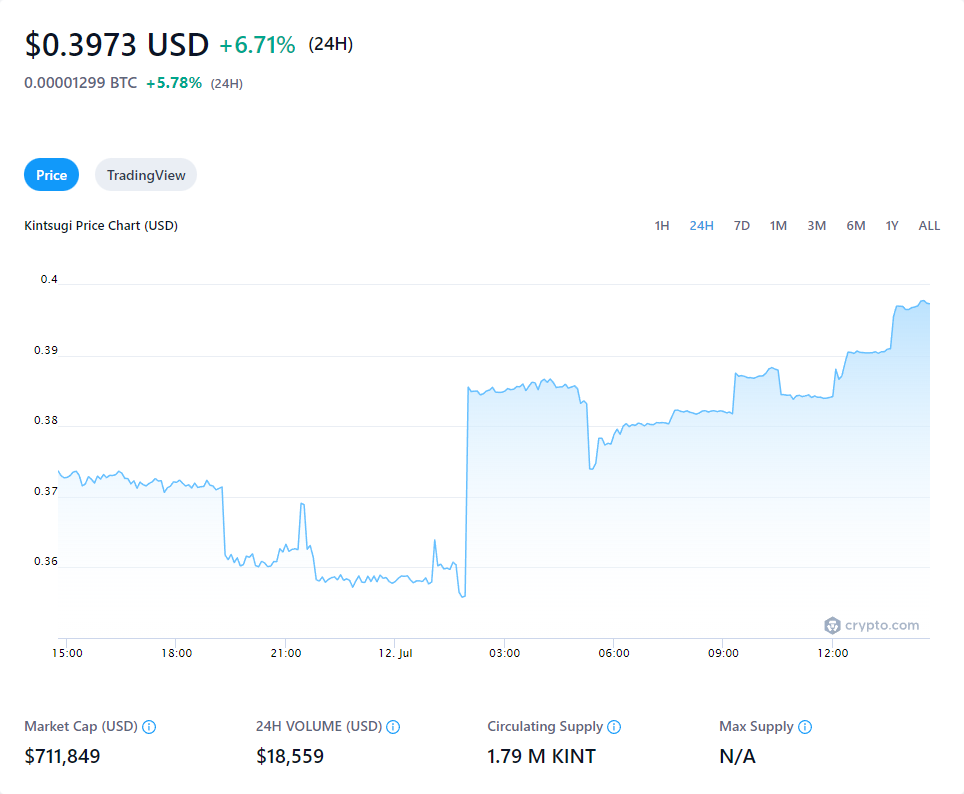 $0.3973 USD +6.71% (24H)
0.00001299 BTC +5.78% (24H)
Price TradingView
Kintsugi Price Chart (USD) 1H 24H 7D 1M 3M 6M 1Y ALL
0.4
0.39
0.38
0.37
0.36
crypto.com
15:00 18:00 21:00 12. Jul 03:00 06:00 09:00 12:00
Market Cap (USD) 24H VOLUME (USD) Circulating Supply Max Supply
$711,849 $18,559 1.79 M KINT N/A